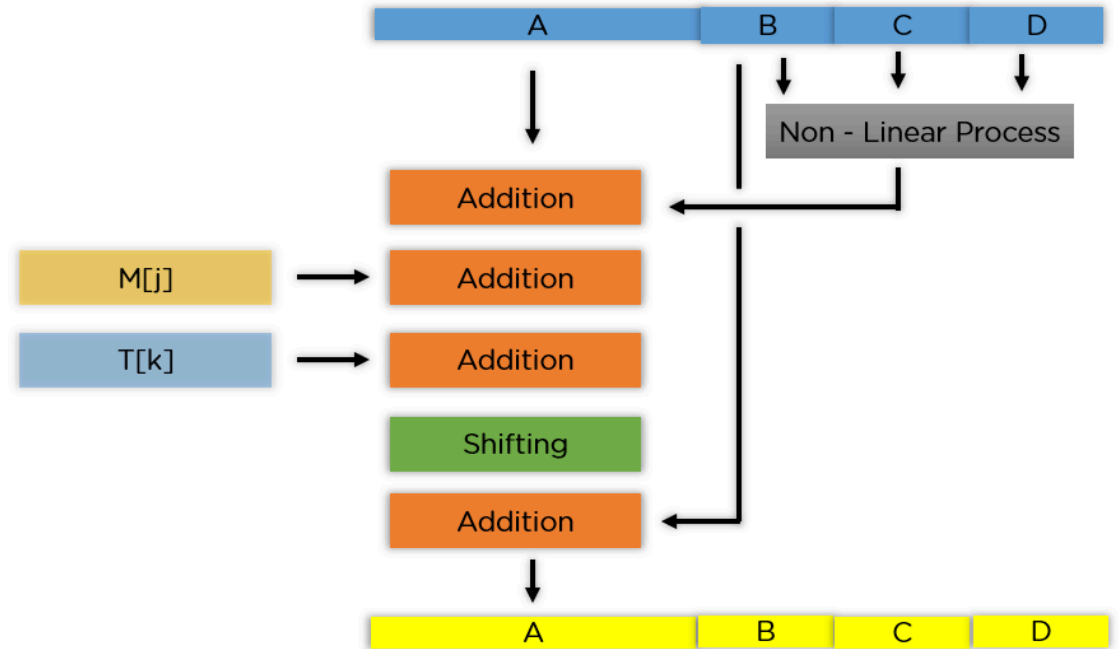 A B C D
Non - Linear Process
Addition
M[j] Addition
T[k] Addition
Shifting
Addition
A B C D